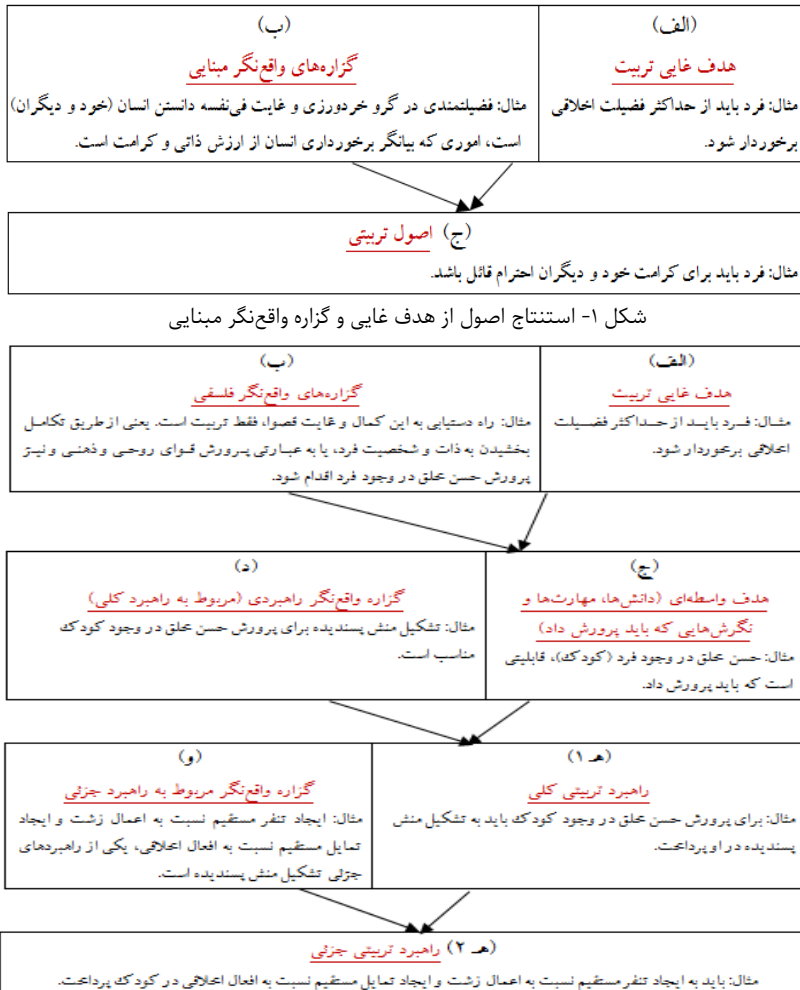 (الف)
هدف غایی تربیت
مثال: فرد باید از حداکثر فضیلت اخلاقی
برخوردار شود.
(ب)
گزاره‌های واقع‌نگر مبنایی
مثال: فضیلتمندی در گرو خردورزی و غایت فی‌نفسه دانستن انسان (خود و دیگران)
است، اموری که بیانگر برخورداری انسان از ارزش ذاتی و کرامت است.
(ج) اصول تربیتی
مثال: فرد باید برای کرامت خود و دیگران احترام قائل باشد.
شکل ۱- استنتاج اصول از هدف غایی و گزاره واقع‌نگر مبنایی
(الف)
هدف غایی تربیت
مثال: فرد باید از حداکثر فضیلت
اخلاقی برخوردار شود.
(ب)
گزاره‌های واقع‌نگر فلسفی
مثال: راه دستیابی به این کمال و غایت قصوا، فقط تربیت است. یعنی از طریق تکامل
بخشیدن به ذات و شخصیت فرد، یا به عبارتی پرورش قوای روحی و ذهنی و نیز
پرورش حسن خلق در وجود فرد اقدام شود.
(ج)
هدف واسطه‌ای (دانش‌ها، مهارت‌ها و
نگرش‌هایی که باید پرورش داد)
مثال: حسن خلق در وجود فرد (کودک)، قابلیتی
است که باید پرورش داد.
(د)
گزاره واقع‌نگر راهبردی (مربوط به راهبرد کلی)
مثال: تشکیل منش پسندیده برای پرورش حسن خلق در وجود کودک
مناسب است.
(هـ ۱)
راهبرد تربیتی کلی
مثال: برای پرورش حسن خلق در وجود کودک باید به تشکیل منش
پسندیده در او پرداخت.
(و)
گزاره واقع‌نگر مربوط به راهبرد جزئی
مثال: ایجاد تنفر مستقیم نسبت به اعمال زشت و ایجاد
تمایل مستقیم نسبت به افعال اخلاقی، یکی از راهبردهای
جزئی تشکیل منش پسندیده است.
(هـ ۲) راهبرد تربیتی جزئی
مثال: باید به ایجاد تنفر مستقیم نسبت به اعمال زشت و ایجاد تمایل مستقیم نسبت به افعال اخلاقی در کودک پرداخت.